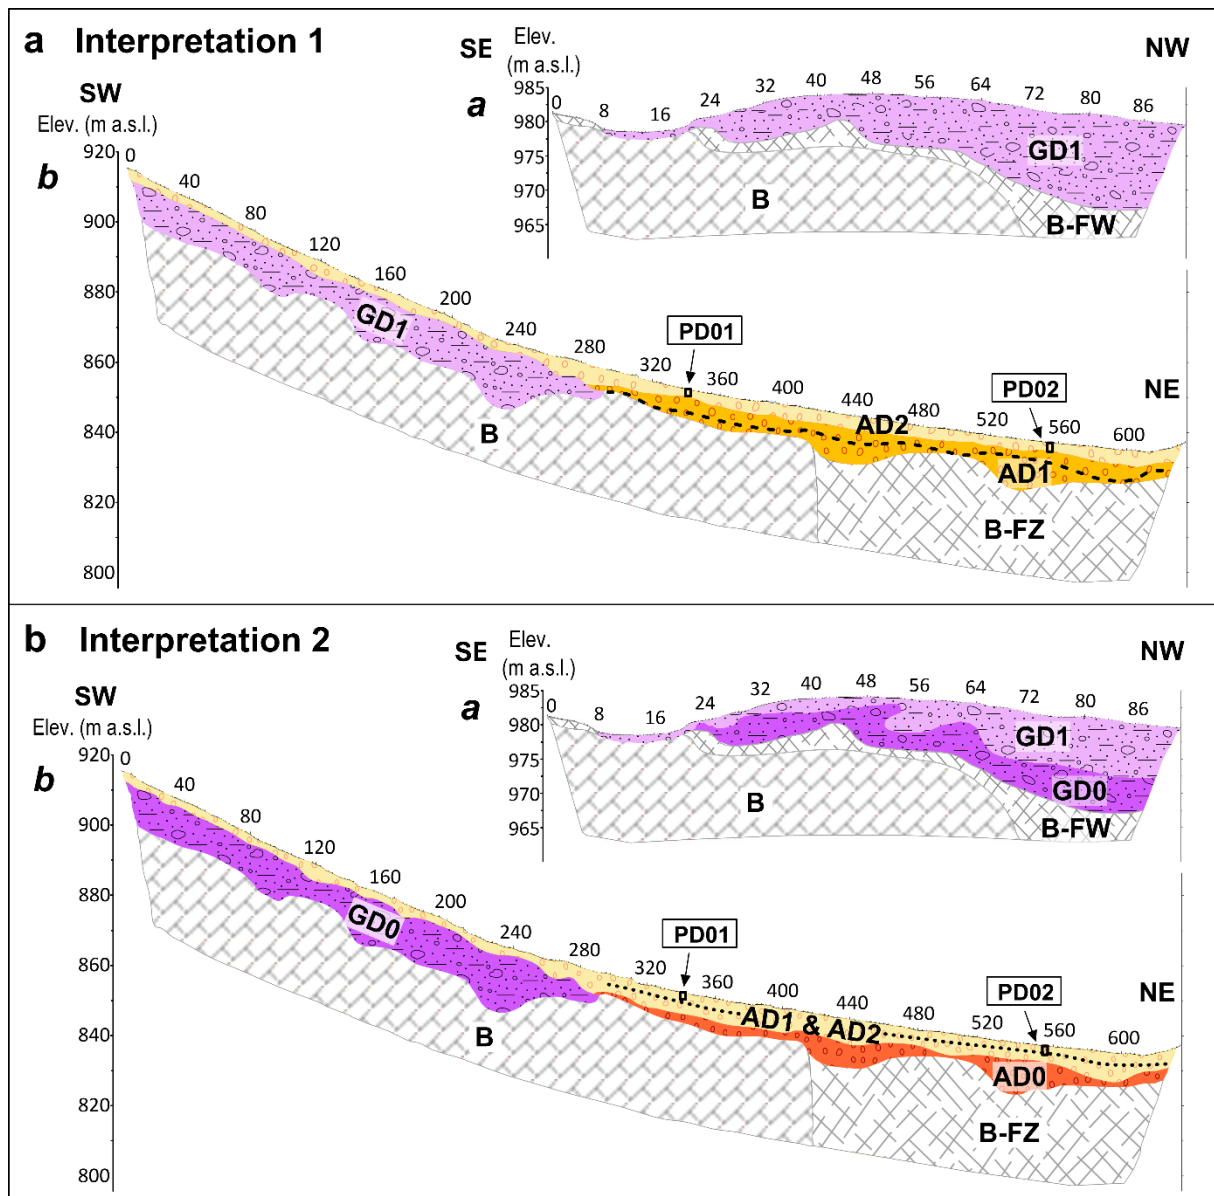 a Interpretation 1
SE Elev. NW
(m a.s.l.)
a
985
980
975
970
965
0 8 16 24 32 40 48 56 64 72 80 86
GD1
B
B-FW
SW
Elev. (m a.s.l.)
b
920
900
880
860
840
820
800
0 40 80 120 160 200 240 280 320 360 400 440 480 520 560 600
GD1
PD01
PD02
NE
AD2
AD1
B
B-FZ
b Interpretation 2
SE Elev. NW
(m a.s.l.)
a
985
980
975
970
965
0 8 16 24 32 40 48 56 64 72 80 86
GD1
GD0
B
B-FW
SW
Elev. (m a.s.l.)
b
920
900
880
860
840
820
800
0 40 80 120 160 200 240 280 320 360 400 440 480 520 560 600
GD0
PD01
PD02
NE
AD1 & AD2
AD0
B
B-FZ